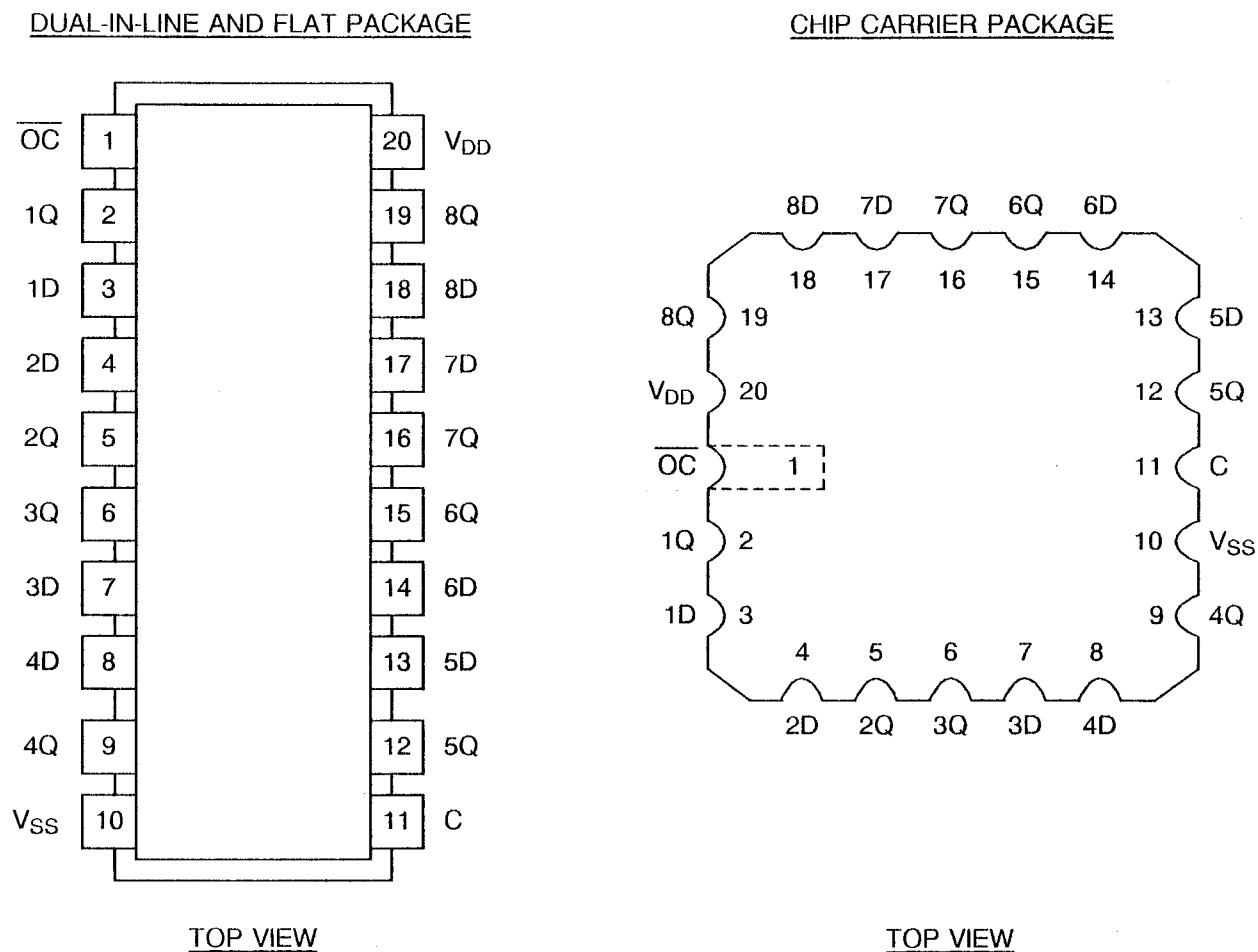 DUAL-IN-LINE AND FLAT PACKAGE
OC 1 20 VDD
1Q 2 19 8Q
1D 3 18 8D
2D 4 17 7D
2Q 5 16 7Q
3Q 6 15 6Q
3D 7 14 6D
4D 8 13 5D
4Q 9 12 5Q
VSS 10 11 C
TOP VIEW
CHIP CARRIER PACKAGE
8D 7D 7Q 6Q 6D
18 17 16 15 14
8Q 19 13 5D
VDD 20 12 5Q
OC 1 11 C
1Q 2 10 VSS
1D 3 9 4Q
4 5 6 7 8
2D 2Q 3Q 3D 4D
TOP VIEW